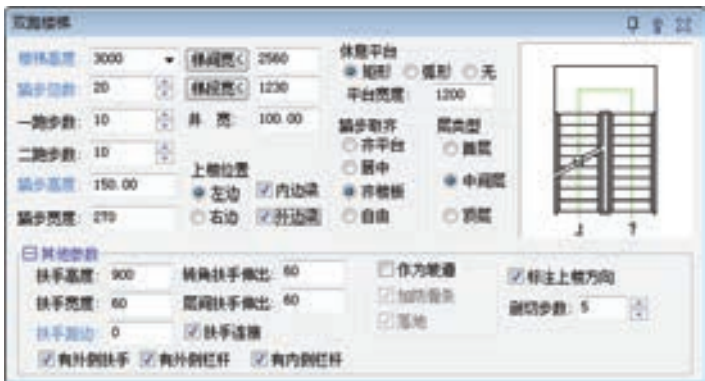 双跑楼梯
楼梯高度 3000 梯间宽< 2560 休息平台
矩形 弧形 无
踏步总数 20 梯段宽< 1230 平台宽度: 1200
一跑步数: 10 井 宽: 100.00 踏步取齐 层类型
二跑步数: 10 上楼位置 齐平台 首层
居中
踏步高度: 150.00 左边 内边梁 齐楼板 中间层
踏步宽度: 270 右边 外边梁 自由 顶层
其他参数
扶手高度: 900 转角扶手伸出: 60 作为坡道 标注上楼方向
扶手宽度: 60 层间扶手伸出: 60 加防滑条 剖切步数: 5
扶手距边: 0 扶手连接 落地
有外侧扶手 有外侧栏杆 有内侧栏杆